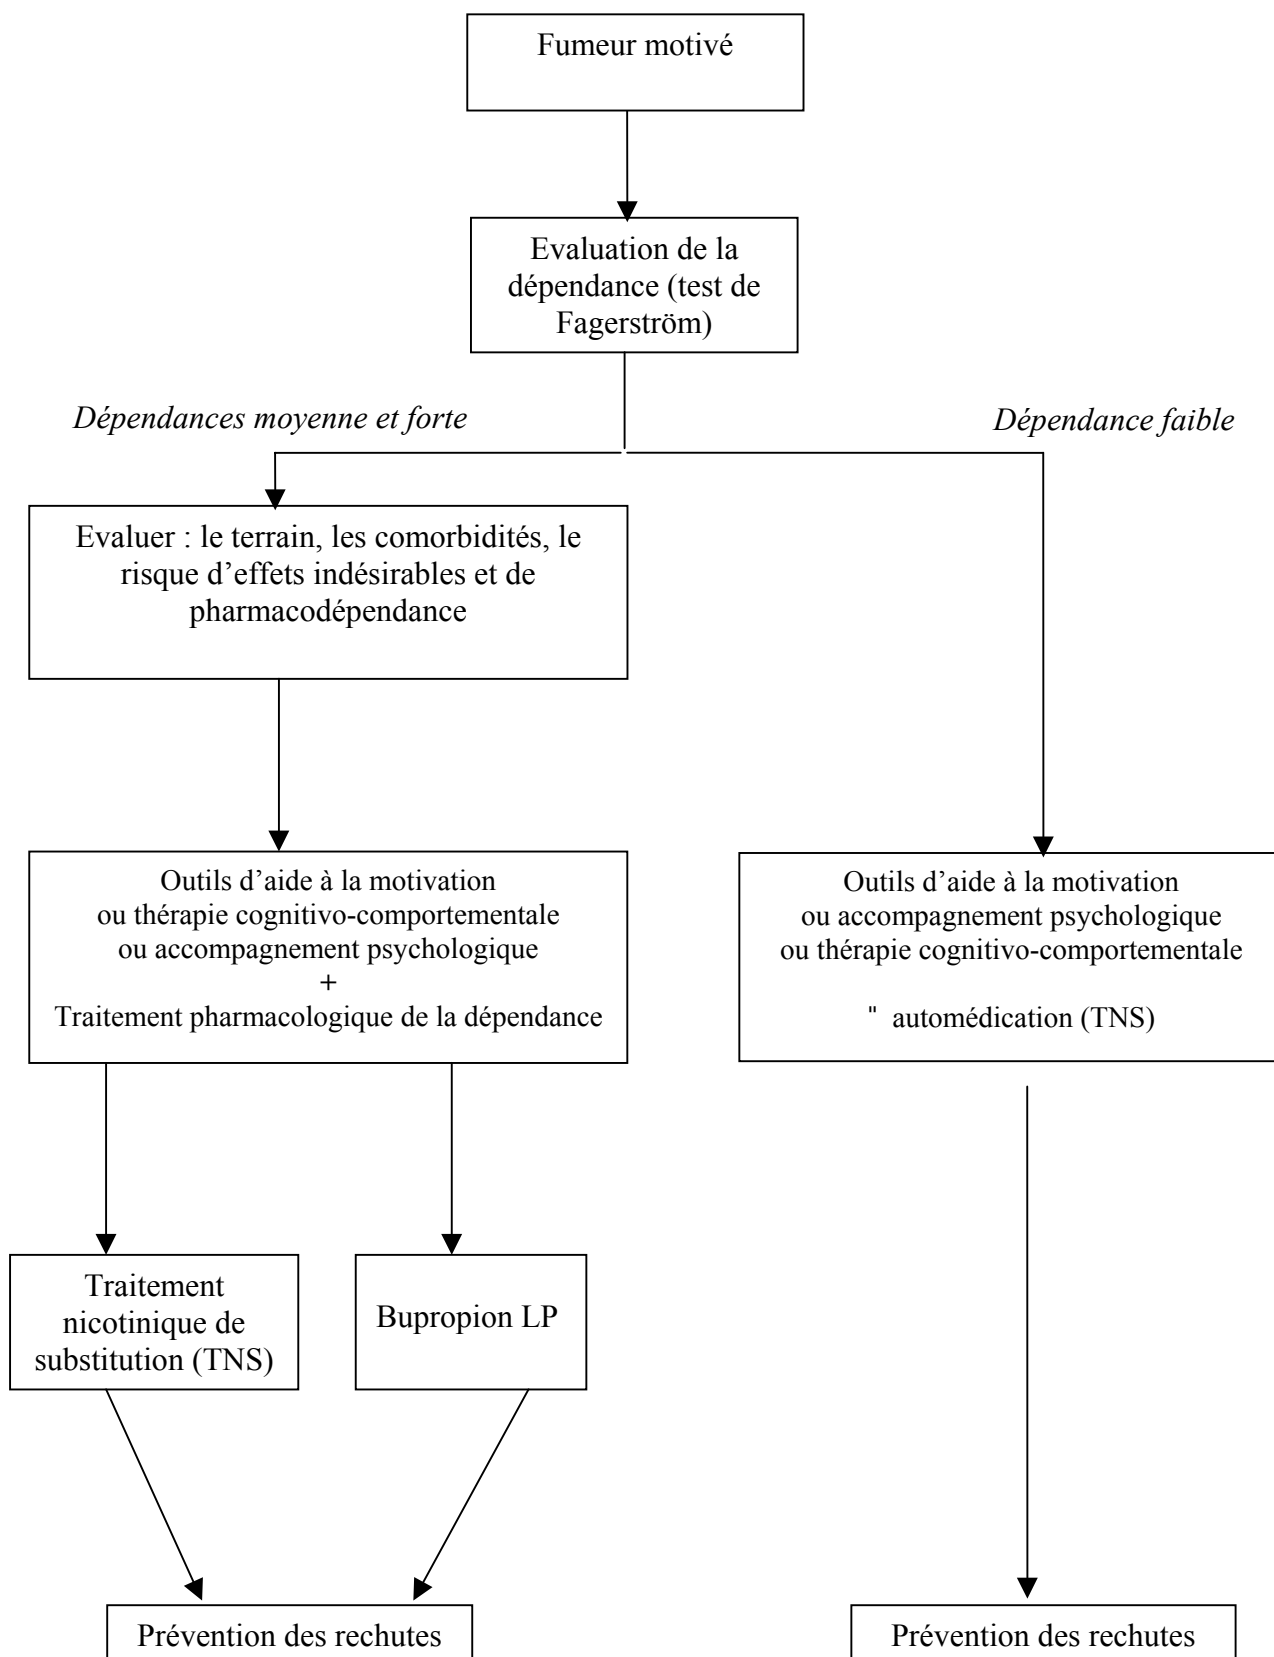 Fumeur motivé
Evaluation de la
dépendance (test de
Fagerström)
Dépendances moyenne et forte
Dépendance faible
Evaluer : le terrain, les comorbidités, le
risque d’effets indésirables et de
pharmacodépendance
Outils d’aide à la motivation
ou thérapie cognitivo-comportementale
ou accompagnement psychologique
+
Traitement pharmacologique de la dépendance
Outils d’aide à la motivation
ou accompagnement psychologique
ou thérapie cognitivo-comportementale
" automédication (TNS)
Traitement
nicotinique de
substitution (TNS)
Bupropion LP
Prévention des rechutes
Prévention des rechutes